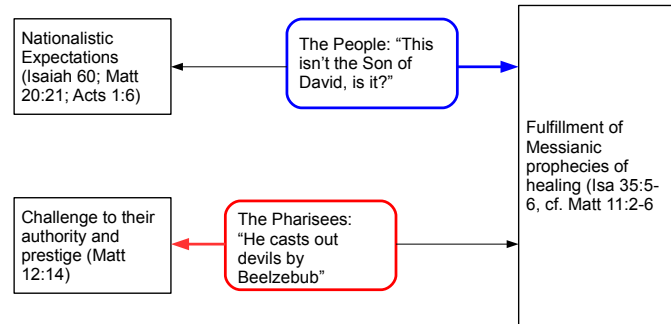 Nationalistic
Expectations
(Isaiah 60; Matt
20:21; Acts 1:6)
The People: “This
isn’t the Son of
David, is it?”
Fulfillment of
Messianic
prophecies of
healing (Isa 35:5-
6, cf. Matt 11:2-6
Challenge to their
authority and
prestige (Matt
12:14)
The Pharisees:
“He casts out
devils by
Beelzebub”